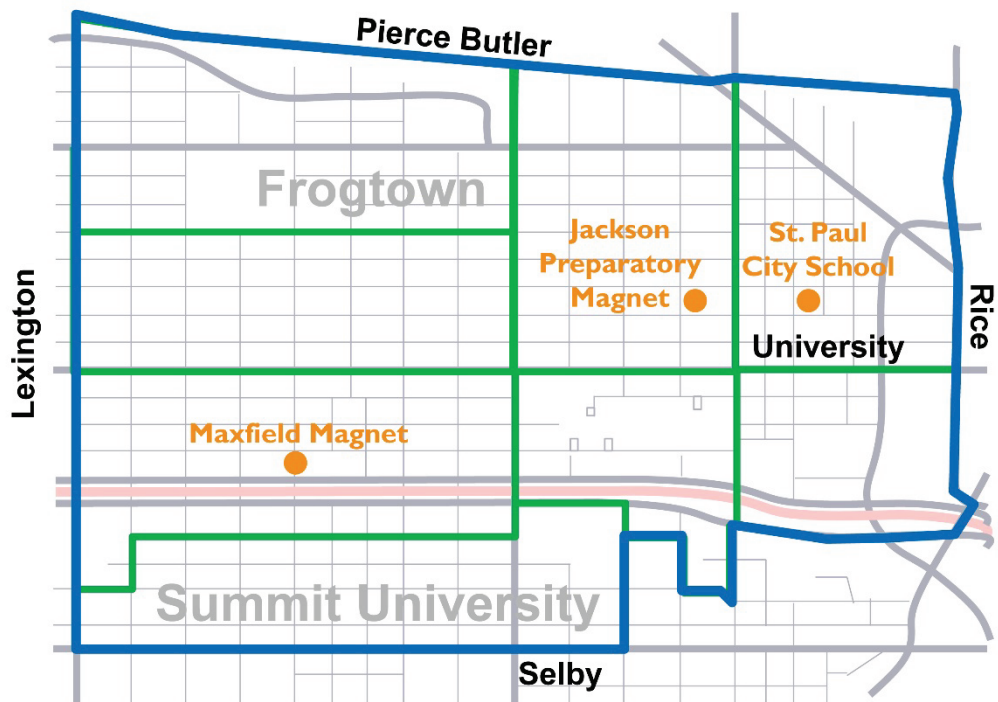 Pierce Butler
Frogtown
Jackson
Preparatory
Magnet
St. Paul
City School
Lexington
Rice
University
Maxfield Magnet
Summit University
Selby